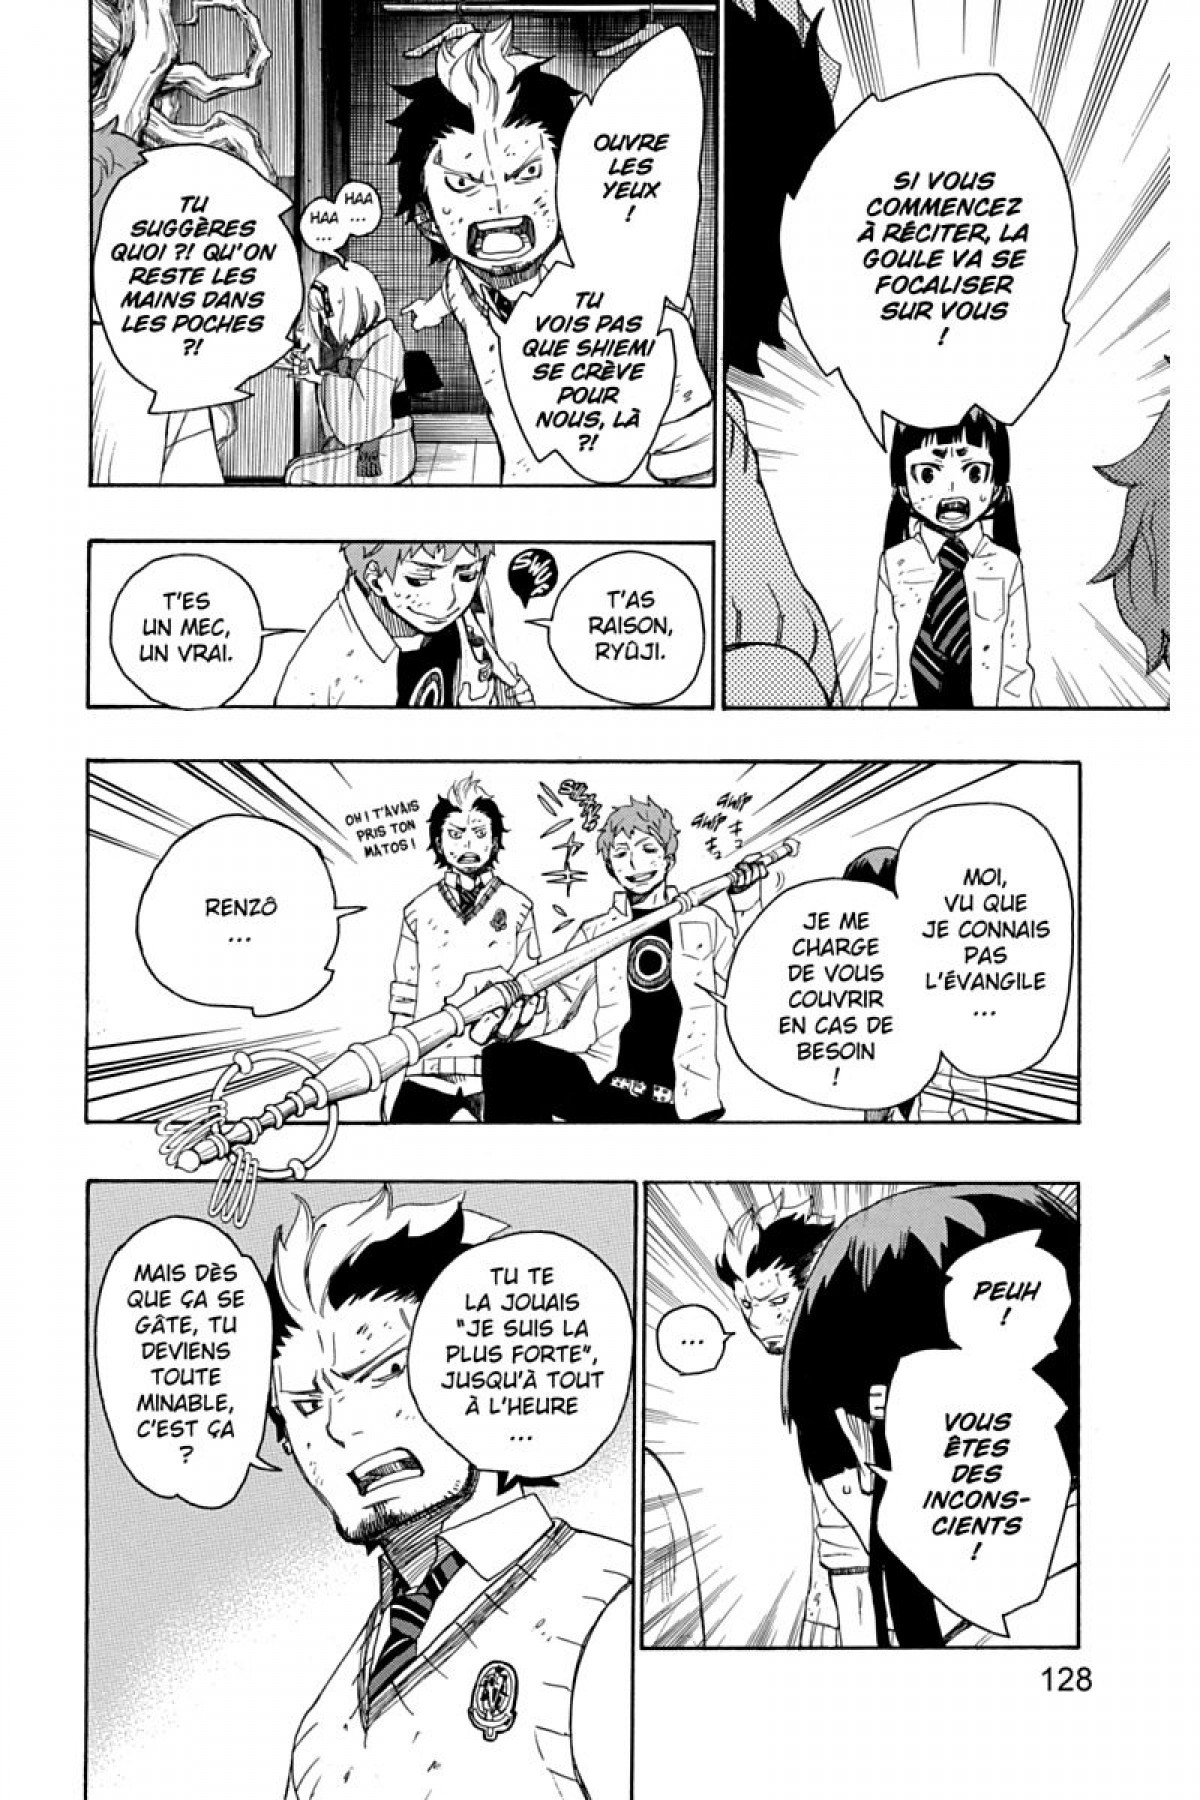 SI VOUS
COMMENCEZ
À RÉCITER, LA
GOULE VA SE
FOCALISER
SUR VOUS
!
OUVRE
LES
YEUX
!
TU
VOIS PAS
QUE SHIEMI
SE CRÈVE
POUR
NOUS, LÀ
?!
HAA
...
HAA
...
TU
SUGGÈRES
QUOI ?! QU'ON
RESTE LES
MAINS DANS
LES POCHES
?!
T'AS
RAISON,
RYÛJI.
T'ES
UN MEC,
UN VRAI.
MOI,
VU QUE
JE CONNAIS
PAS
L'ÉVANGILE
...
JE ME
CHARGE
DE VOUS
COUVRIR
EN CAS DE
BESOIN
!
SWIP
SWIP
OH ! T'AVAIS
PRIS TON
MATOS !
RENZÔ
...
PEUH
!
VOUS
ÊTES
DES
INCONS-
CIENTS
!
...
TU TE
LA JOUAIS
"JE SUIS LA
PLUS FORTE",
JUSQU'À TOUT
À L'HEURE
...
MAIS DÈS
QUE ÇA SE
GÂTE, TU
DEVIENS
TOUTE
MINABLE,
C'EST ÇA
?
128